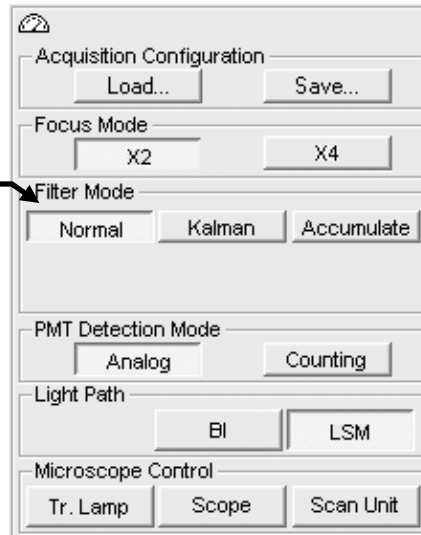 Acquisition Configuration
Load... Save...
Focus Mode
X2 X4
Filter Mode
Normal Kalman Accumulate
PMT Detection Mode
Analog Counting
Light Path
BI LSM
Microscope Control
Tr. Lamp Scope Scan Unit